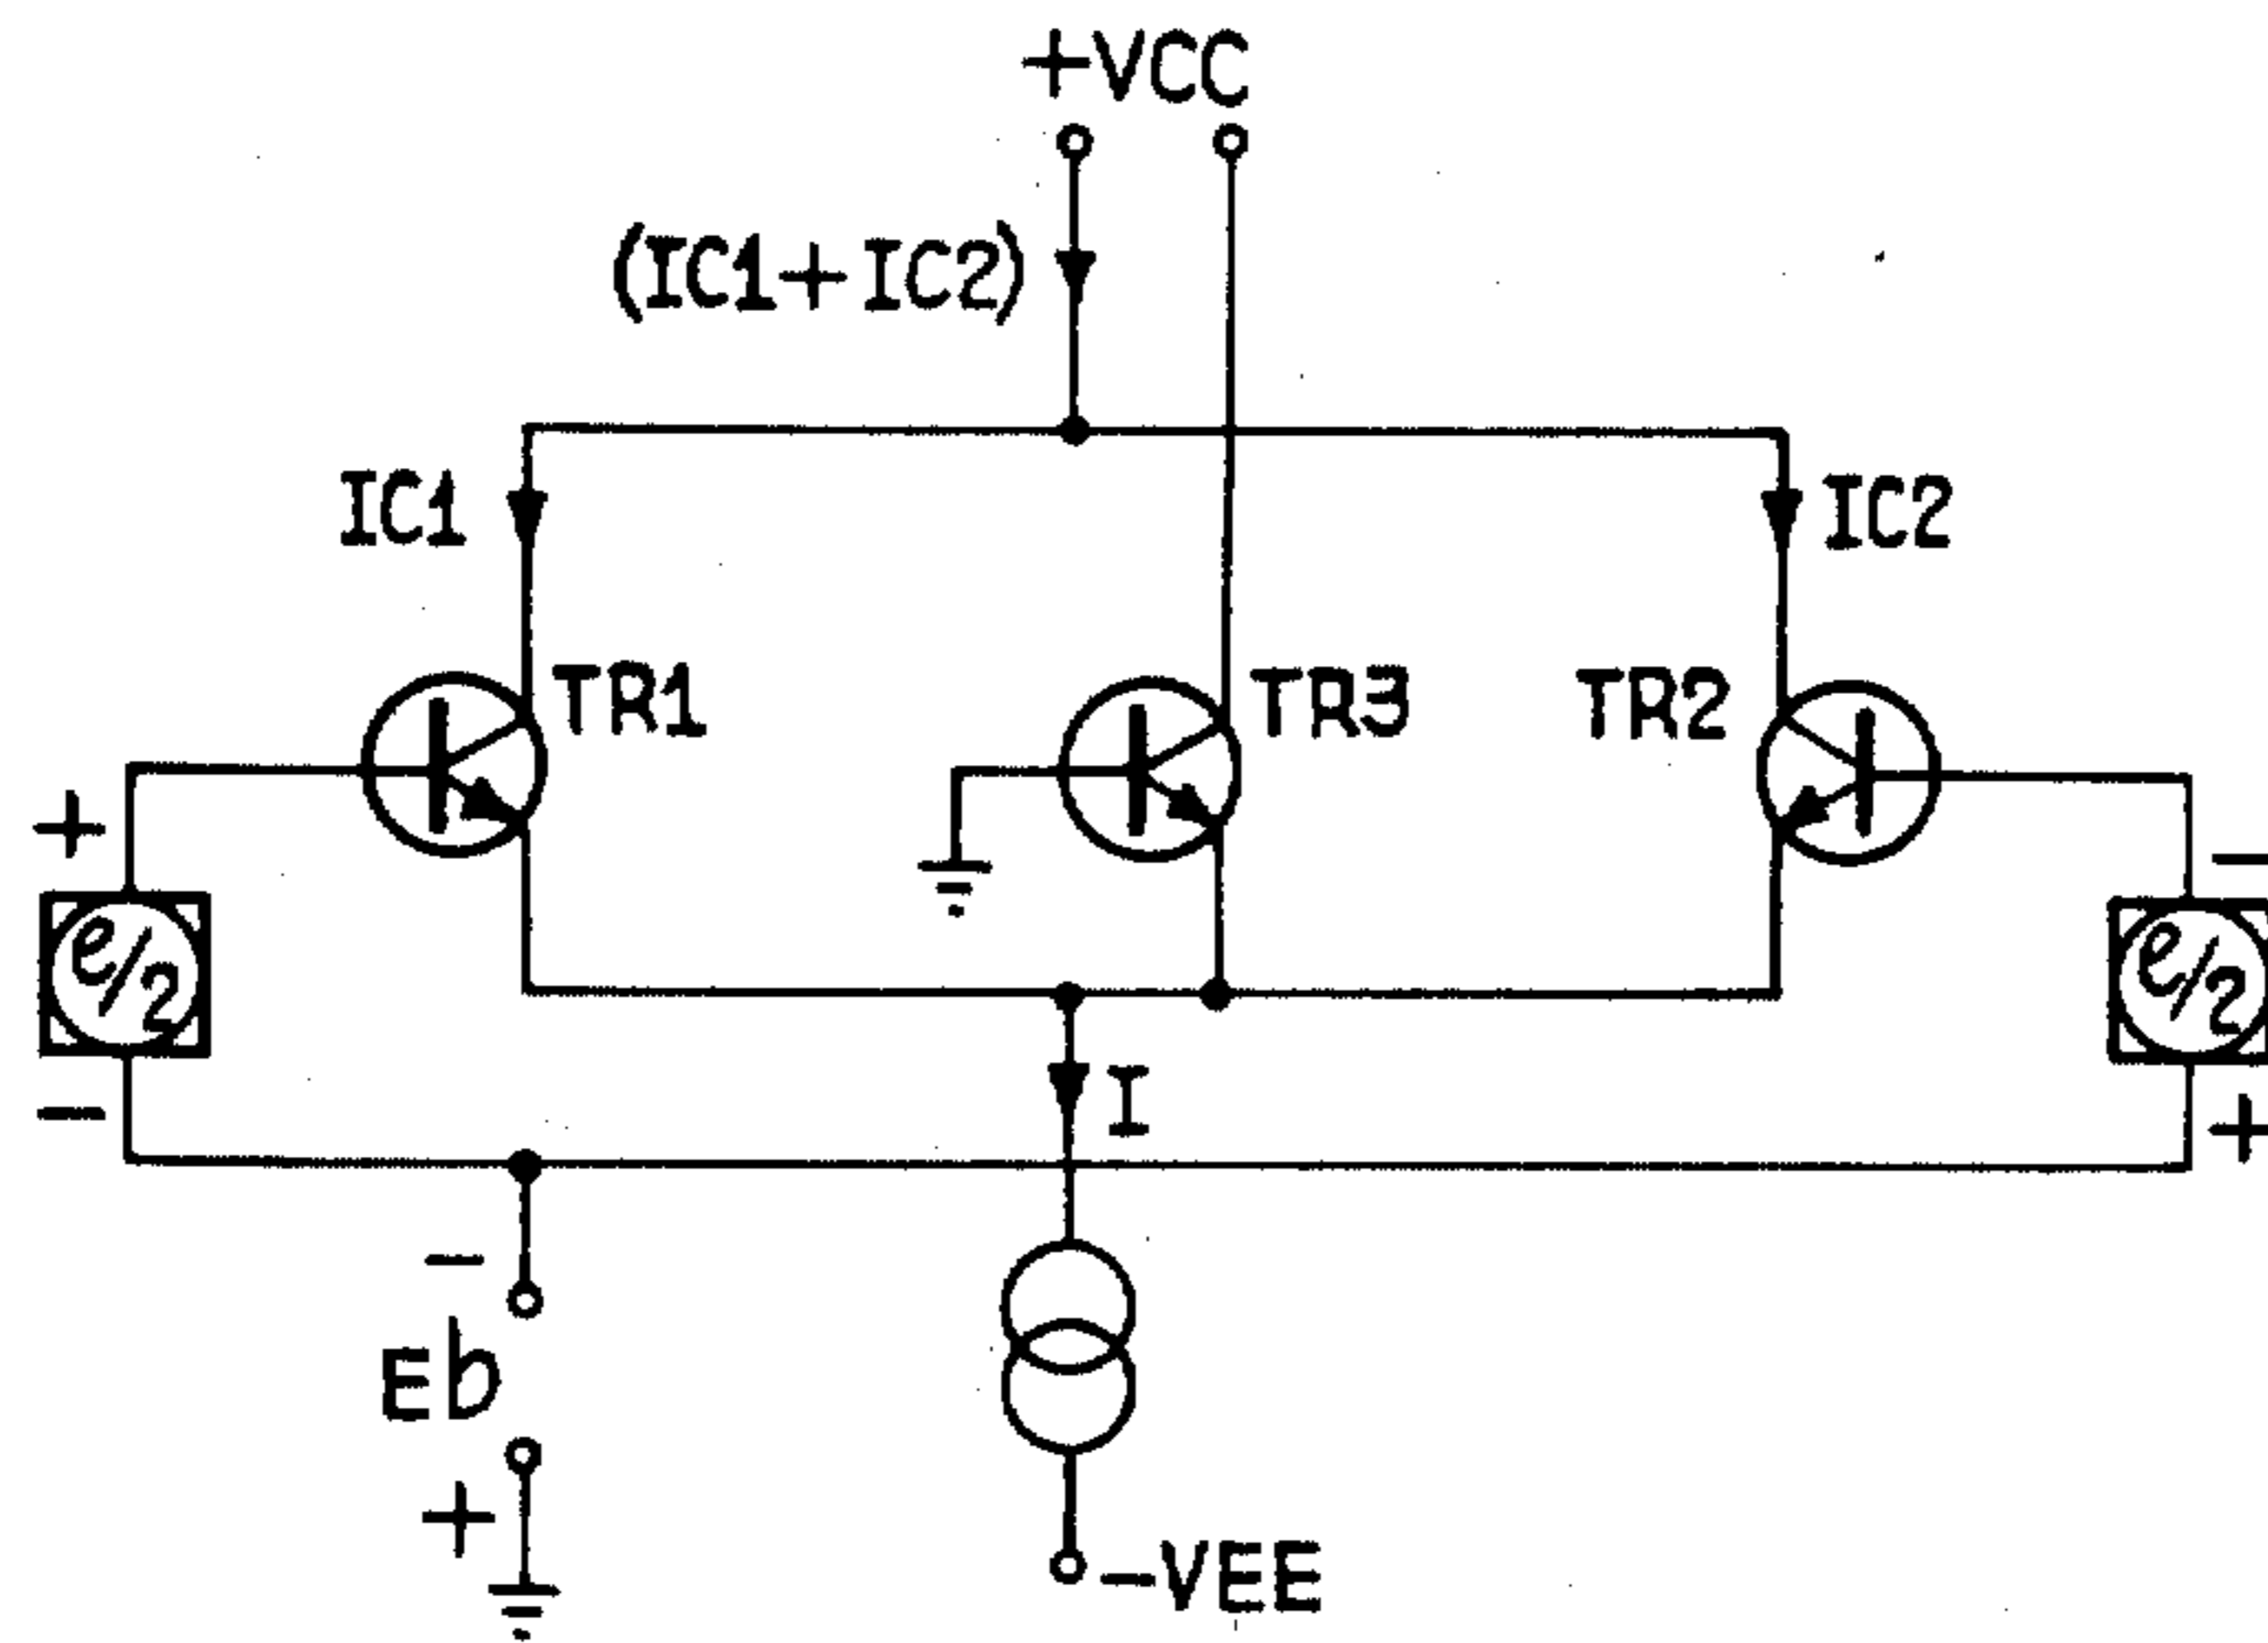 +VCC
(IC1+IC2)
IC1
IC2
TR1
TR3
TR2
+
−
e/2
e/2
−
+
I
−
Eb
+
−VEE